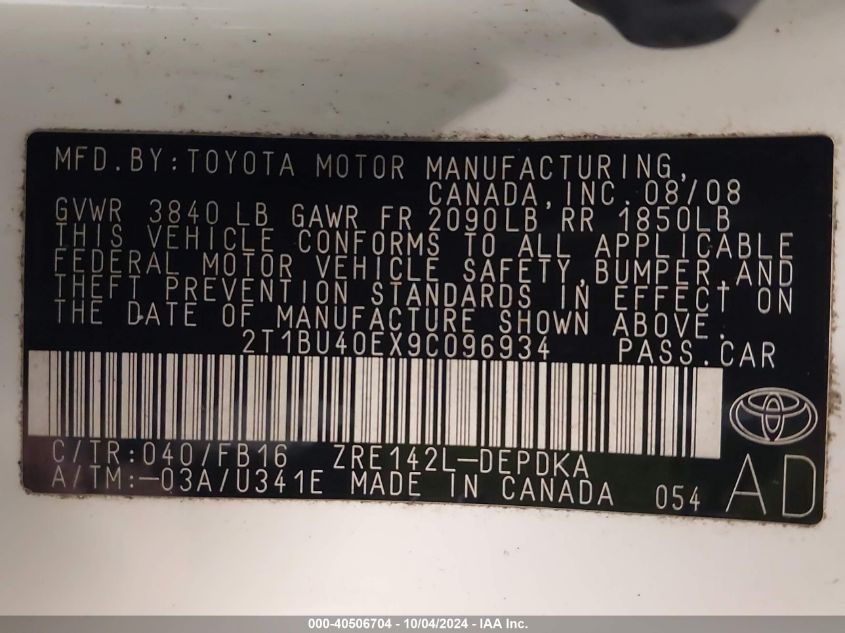 MFD.BY:TOYOTA MOTOR MANUFACTURING,
CANADA,INC. 08/08
GVWR 3840 LB GAWR FR 2090LB RR 1850LB
THIS VEHICLE CONFORMS TO ALL APPLICABLE
FEDERAL MOTOR VEHICLE SAFETY,BUMPER,AND
THEFT PREVENTION STANDARDS IN EFFECT ON
THE DATE OF MANUFACTURE SHOWN ABOVE.
2T1BU40EX9C096934 PASS.CAR
C/TR:040/FB16 ZRE142L-DEPDKA
A/TM:-03A/U341E MADE IN CANADA 054 AD
000-40506704 - 10/04/2024 - IAA Inc.